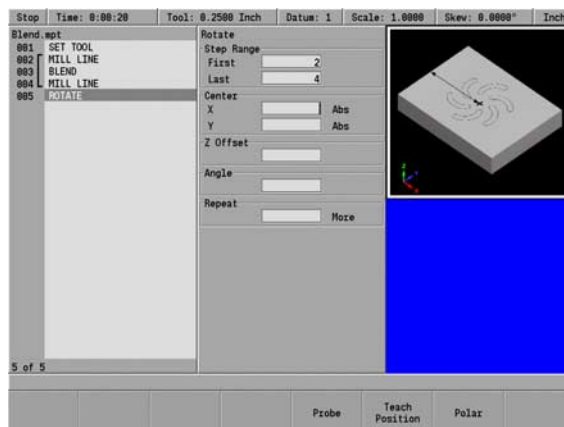 Stop Time: 0:00:20 Tool: 0.2500 Inch Datum: 1 Scale: 1.0000 Skew: 0.0000° Inch
Blend.mpt
001 SET TOOL
002 MILL LINE
003 BLEND
004 MILL LINE
005 ROTATE
5 of 5
Rotate
Step Range
First 2
Last 4
Center
X Abs
Y Abs
Z Offset
Angle
Repeat
More
Probe Teach Position Polar